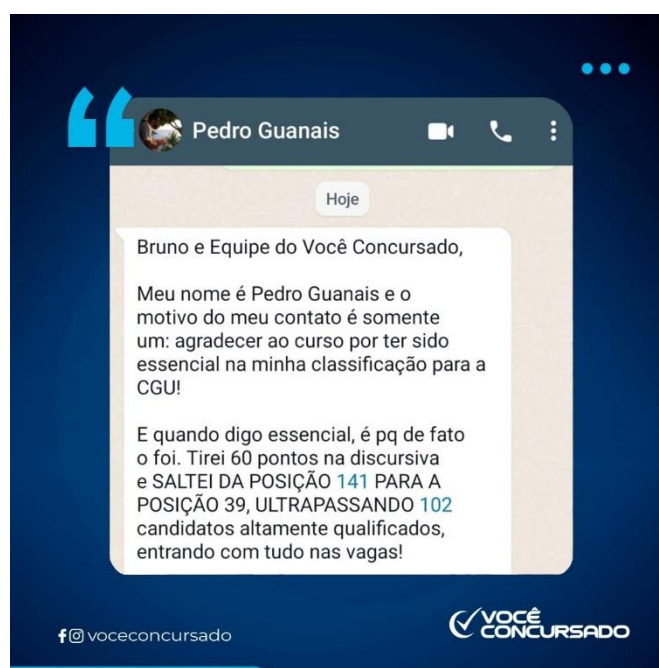 Pedro Guanais
Hoje
Bruno e Equipe do Você Concursado,
Meu nome é Pedro Guanais e o
motivo do meu contato é somente
um: agradecer ao curso por ter sido
essencial na minha classificação para a
CGU!
E quando digo essencial, é pq de fato
o foi. Tirei 60 pontos na discursiva
e SALTEI DA POSIÇÃO 141 PARA A
POSIÇÃO 39, ULTRAPASSANDO 102
candidatos altamente qualificados,
entrando com tudo nas vagas!
voceconcursado
VOCÊ
CONCURSADO